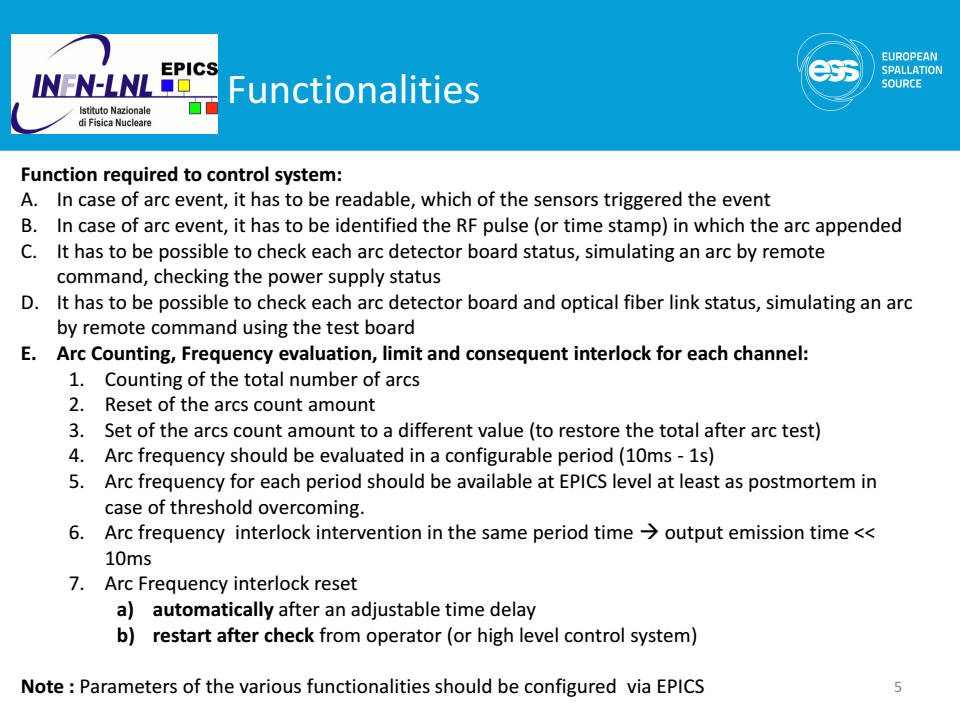 INFN-LNL
EPICS
Istituto Nazionale
di Fisica Nucleare
Functionalities
ess
EUROPEAN
SPALLATION
SOURCE
Function required to control system:
A. In case of arc event, it has to be readable, which of the sensors triggered the event
B. In case of arc event, it has to be identified the RF pulse (or time stamp) in which the arc appended
C. It has to be possible to check each arc detector board status, simulating an arc by remote
command, checking the power supply status
D. It has to be possible to check each arc detector board and optical fiber link status, simulating an arc
by remote command using the test board
E. Arc Counting, Frequency evaluation, limit and consequent interlock for each channel:
1. Counting of the total number of arcs
2. Reset of the arcs count amount
3. Set of the arcs count amount to a different value (to restore the total after arc test)
4. Arc frequency should be evaluated in a configurable period (10ms - 1s)
5. Arc frequency for each period should be available at EPICS level at least as postmortem in
case of threshold overcoming.
6. Arc frequency interlock intervention in the same period time → output emission time <<
10ms
7. Arc Frequency interlock reset
a) automatically after an adjustable time delay
b) restart after check from operator (or high level control system)
Note : Parameters of the various functionalities should be configured via EPICS
5